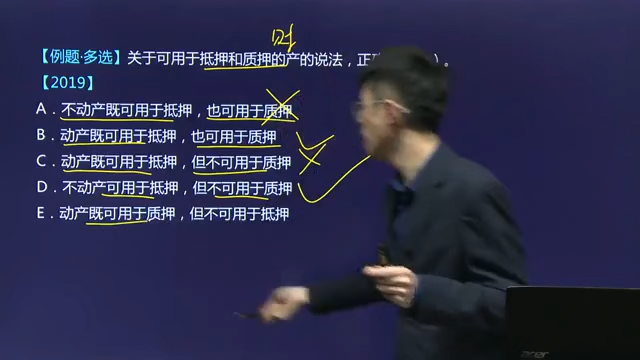 财
【例题·多选】关于可用于抵押和质押的产的说法，正 ）。
【2019】
A．不动产既可用于抵押，也可用于质押
B．动产既可用于抵押，也可用于质押
C．动产既可用于抵押，但不可用于质押
D．不动产可用于抵押，但不可用于质押
E．动产既可用于质押，但不可用于抵押
acer